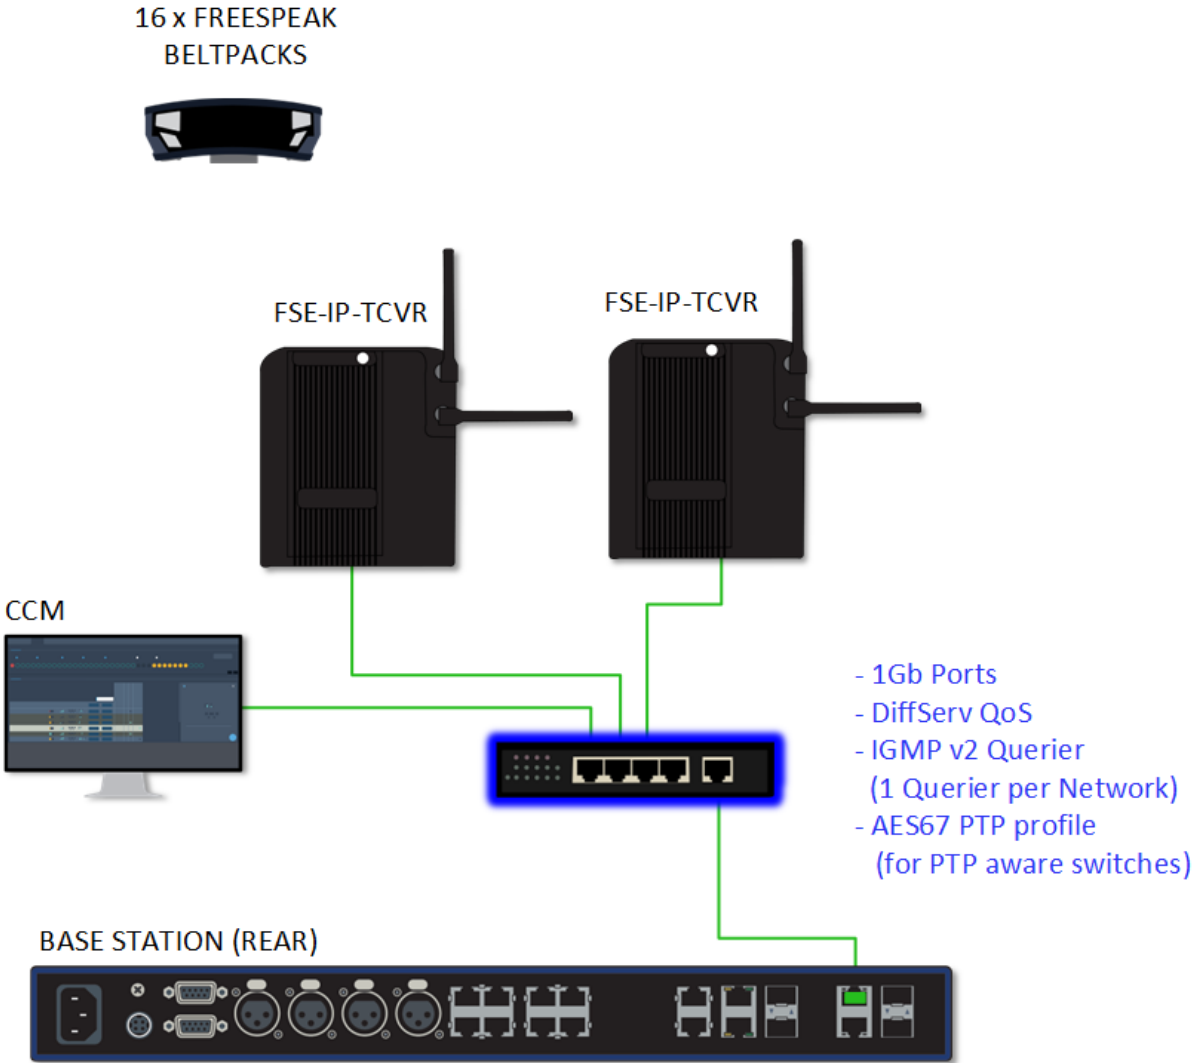 16 x FREESPEAK
BELTPACKS
FSE-IP-TCVR
FSE-IP-TCVR
CCM
- 1Gb Ports
- DiffServ QoS
- IGMP v2 Querier
(1 Querier per Network)
- AES67 PTP profile
(for PTP aware switches)
BASE STATION (REAR)